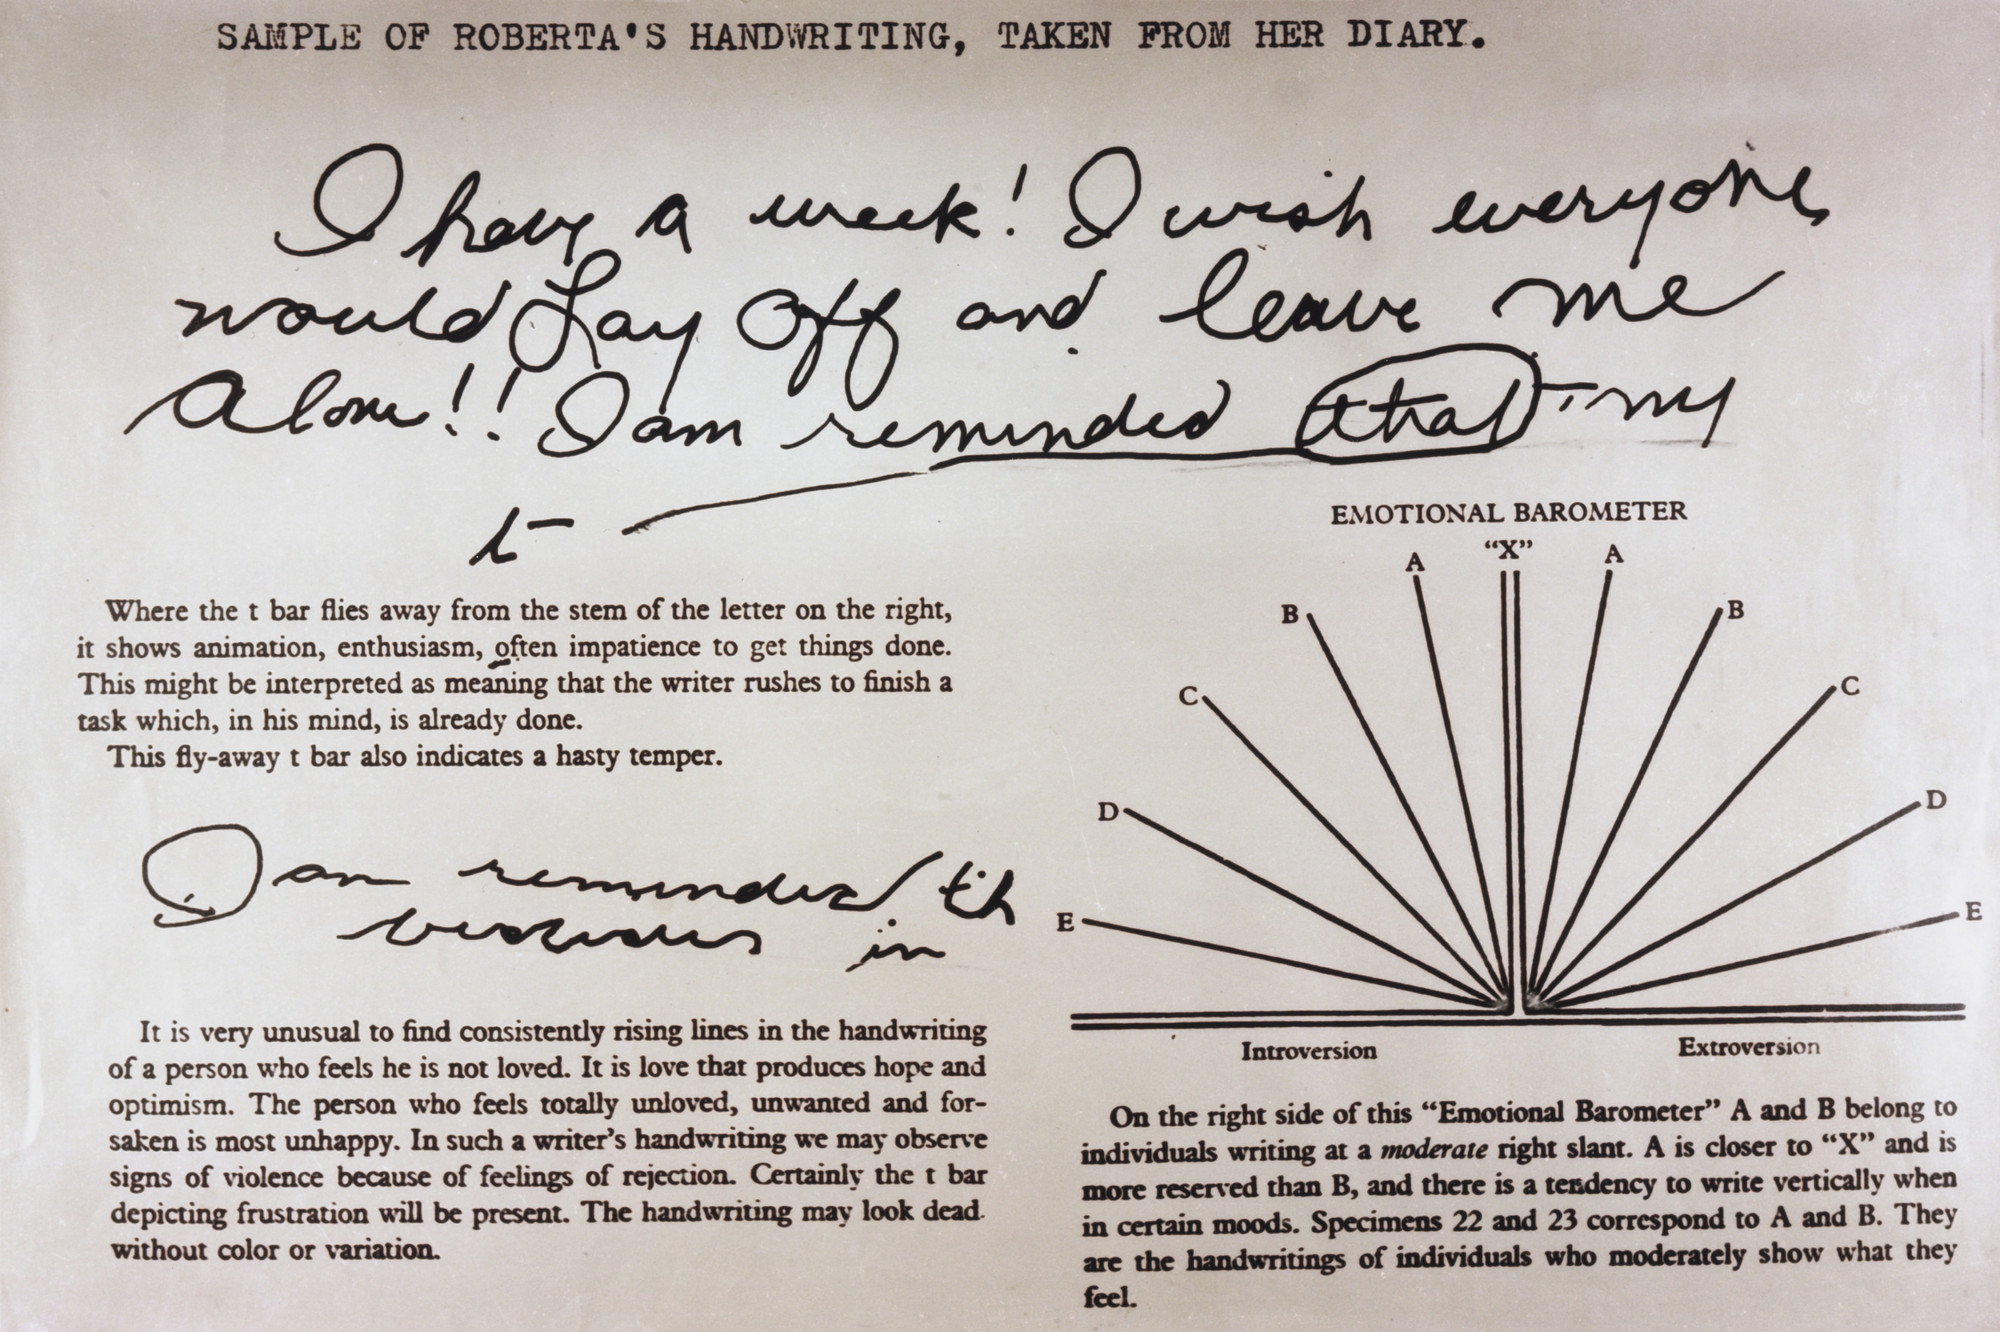 SAMPLE OF ROBERTA'S HANDWRITING, TAKEN FROM HER DIARY.
I have a week! I wish everyone
would Lay Off and leave me
Alone!! I am reminded that my
t
Where the t bar flies away from the stem of the letter on the right,
it shows animation, enthusiasm, often impatience to get things done.
This might be interpreted as meaning that the writer rushes to finish a
task which, in his mind, is already done.
This fly-away t bar also indicates a hasty temper.
I am reminded th
in
It is very unusual to find consistently rising lines in the handwriting
of a person who feels he is not loved. It is love that produces hope and
optimism. The person who feels totally unloved, unwanted and for-
saken is most unhappy. In such a writer's handwriting we may observe
signs of violence because of feelings of rejection. Certainly the t bar
depicting frustration will be present. The handwriting may look dead
without color or variation.
EMOTIONAL BAROMETER
"X"
A A
B B
C C
D D
E E
Introversion Extroversion
On the right side of this "Emotional Barometer" A and B belong to
individuals writing at a moderate right slant. A is closer to "X" and is
more reserved than B, and there is a tendency to write vertically when
in certain moods. Specimens 22 and 23 correspond to A and B. They
are the handwritings of individuals who moderately show what they
feel.